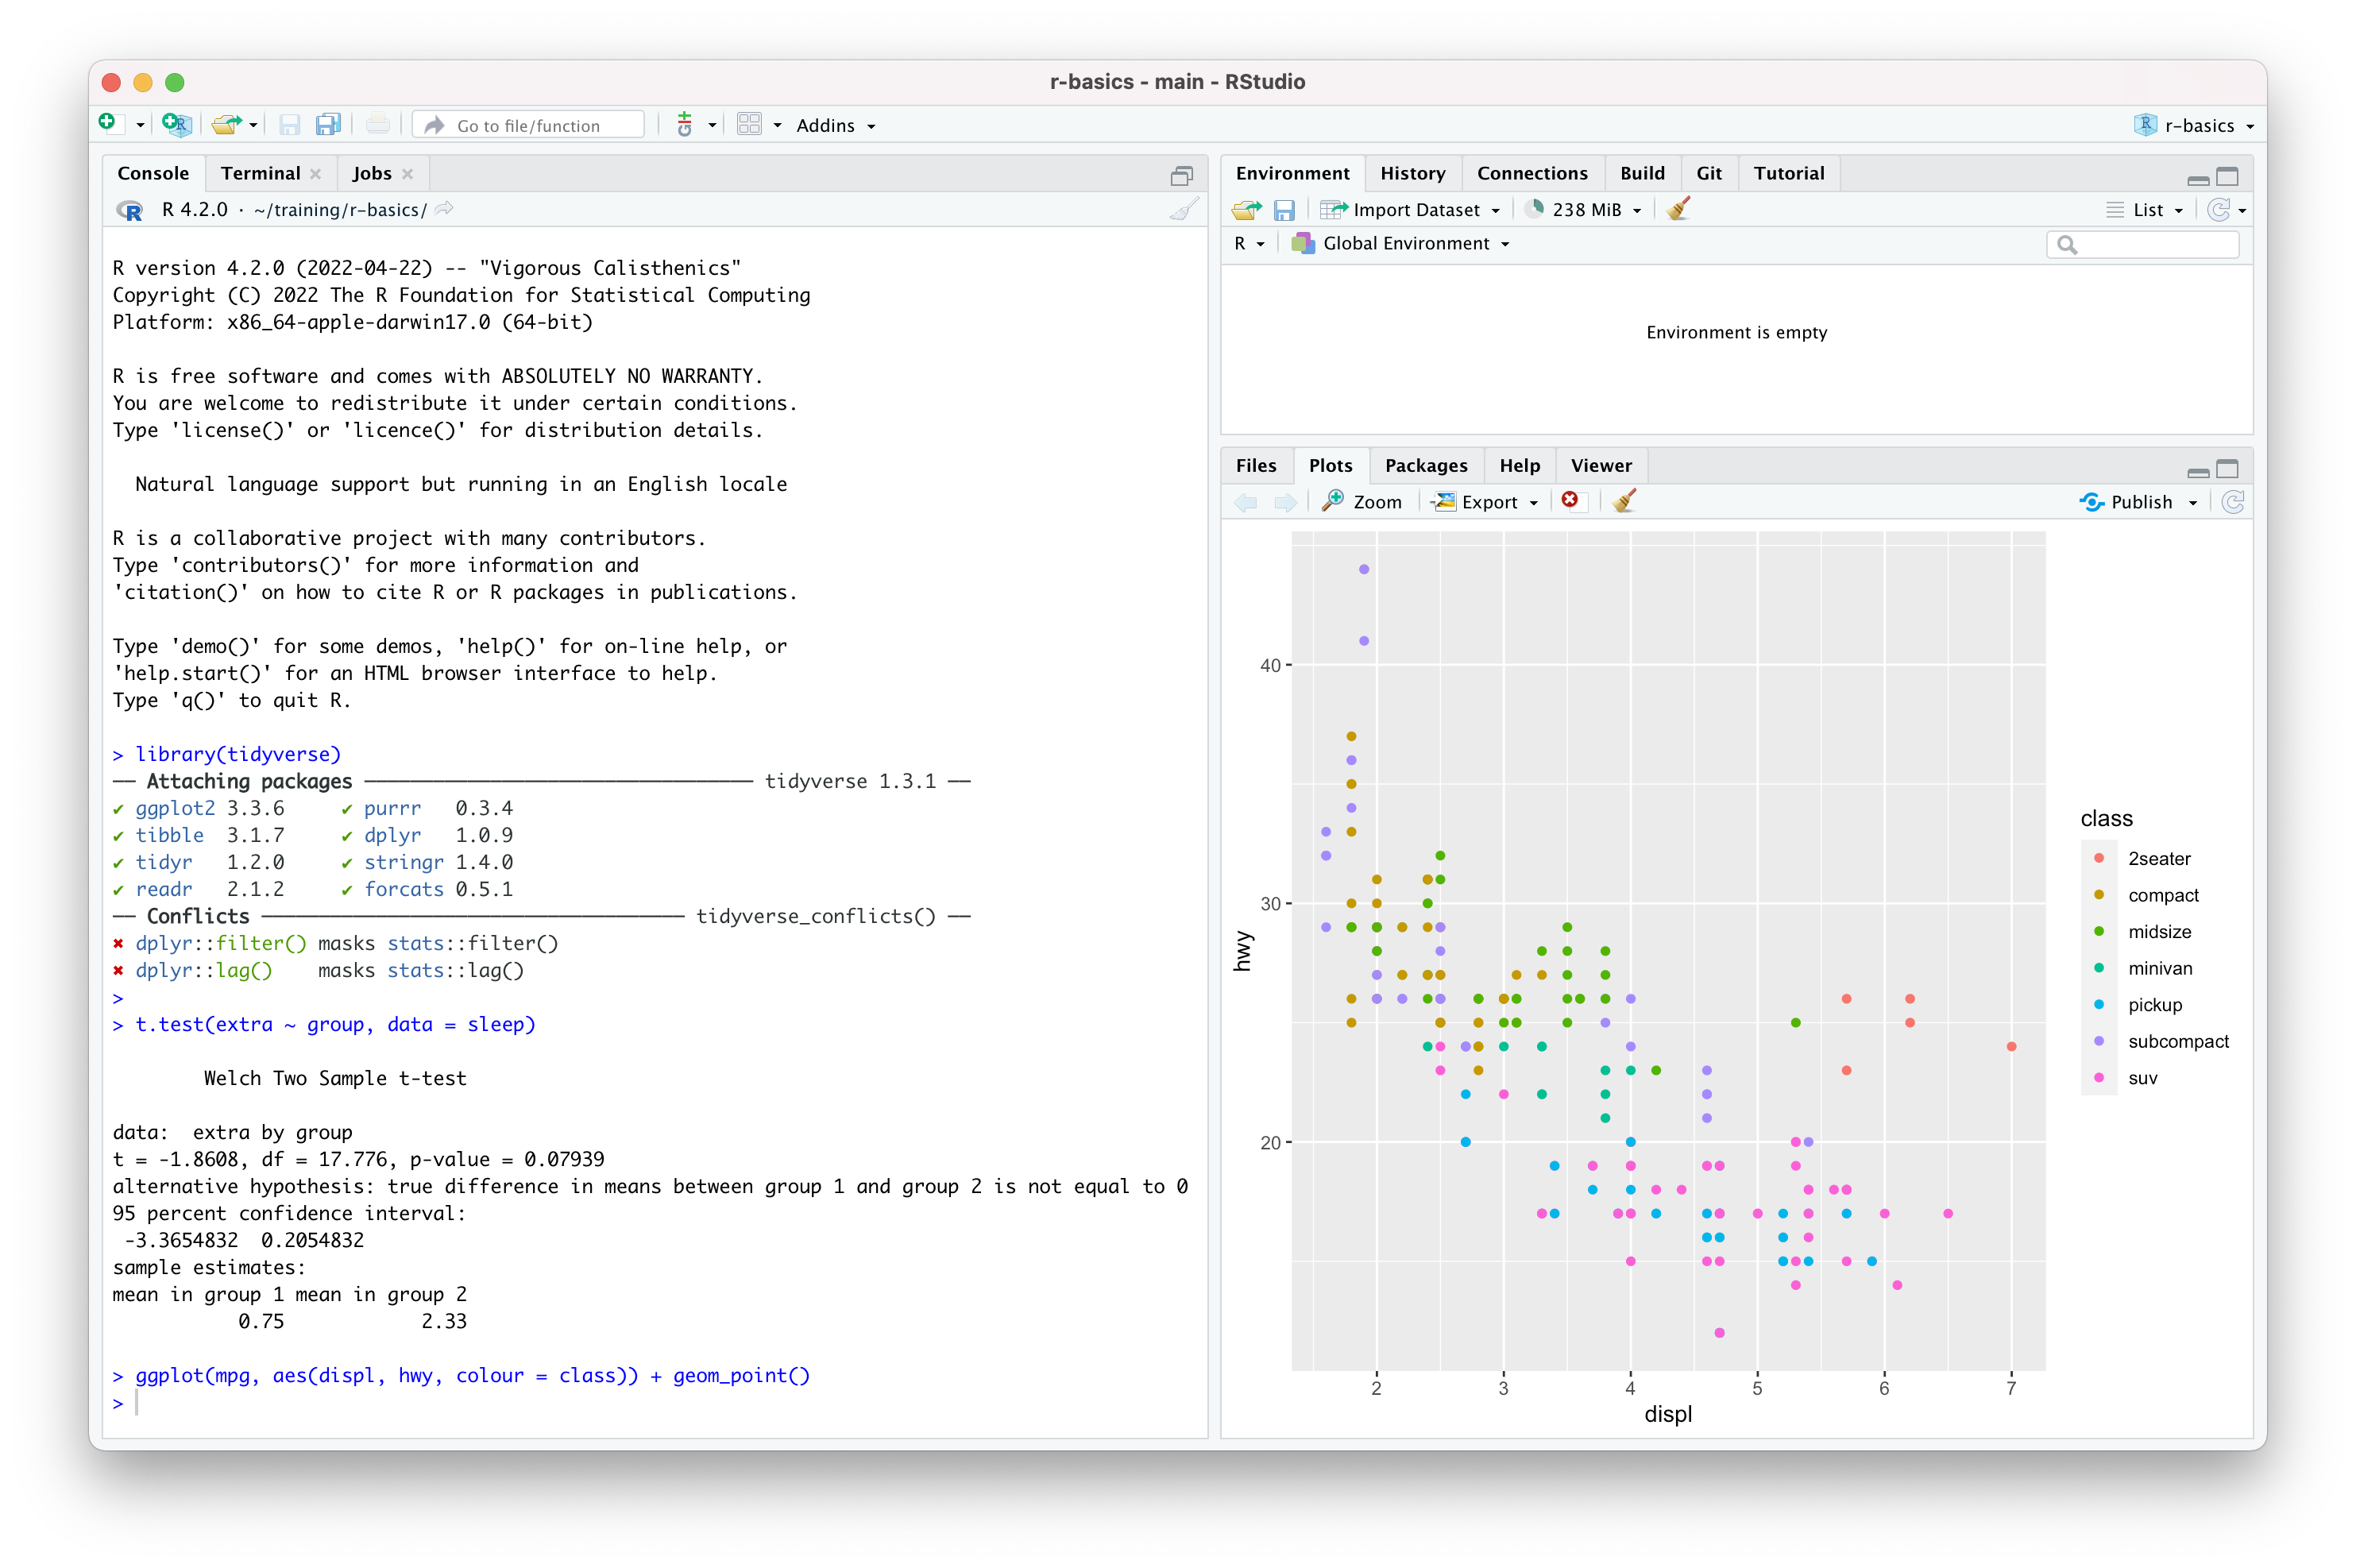 r-basics - main - RStudio
Go to file/function
Addins
r-basics
Console Terminal Jobs
R 4.2.0 · ~/training/r-basics/
R version 4.2.0 (2022-04-22) -- "Vigorous Calisthenics"
Copyright (C) 2022 The R Foundation for Statistical Computing
Platform: x86_64-apple-darwin17.0 (64-bit)
R is free software and comes with ABSOLUTELY NO WARRANTY.
You are welcome to redistribute it under certain conditions.
Type 'license()' or 'licence()' for distribution details.
Natural language support but running in an English locale
R is a collaborative project with many contributors.
Type 'contributors()' for more information and
'citation()' on how to cite R or R packages in publications.
Type 'demo()' for some demos, 'help()' for on-line help, or
'help.start()' for an HTML browser interface to help.
Type 'q()' to quit R.
> library(tidyverse)
── Attaching packages ────────────────────────────────── tidyverse 1.3.1 ──
✔ ggplot2 3.3.6     ✔ purrr   0.3.4
✔ tibble  3.1.7     ✔ dplyr   1.0.9
✔ tidyr   1.2.0     ✔ stringr 1.4.0
✔ readr   2.1.2     ✔ forcats 0.5.1
── Conflicts ───────────────────────────────────── tidyverse_conflicts() ──
✖ dplyr::filter() masks stats::filter()
✖ dplyr::lag()    masks stats::lag()
>
> t.test(extra ~ group, data = sleep)
Welch Two Sample t-test
data:  extra by group
t = -1.8608, df = 17.776, p-value = 0.07939
alternative hypothesis: true difference in means between group 1 and group 2 is not equal to 0
95 percent confidence interval:
-3.3654832  0.2054832
sample estimates:
mean in group 1 mean in group 2
0.75            2.33
> ggplot(mpg, aes(displ, hwy, colour = class)) + geom_point()
>
Environment History Connections Build Git Tutorial
Import Dataset 238 MiB List
R Global Environment
Environment is empty
Files Plots Packages Help Viewer
Zoom Export Publish
40
30
20
hwy
2 3 4 5 6 7
displ
class
2seater
compact
midsize
minivan
pickup
subcompact
suv